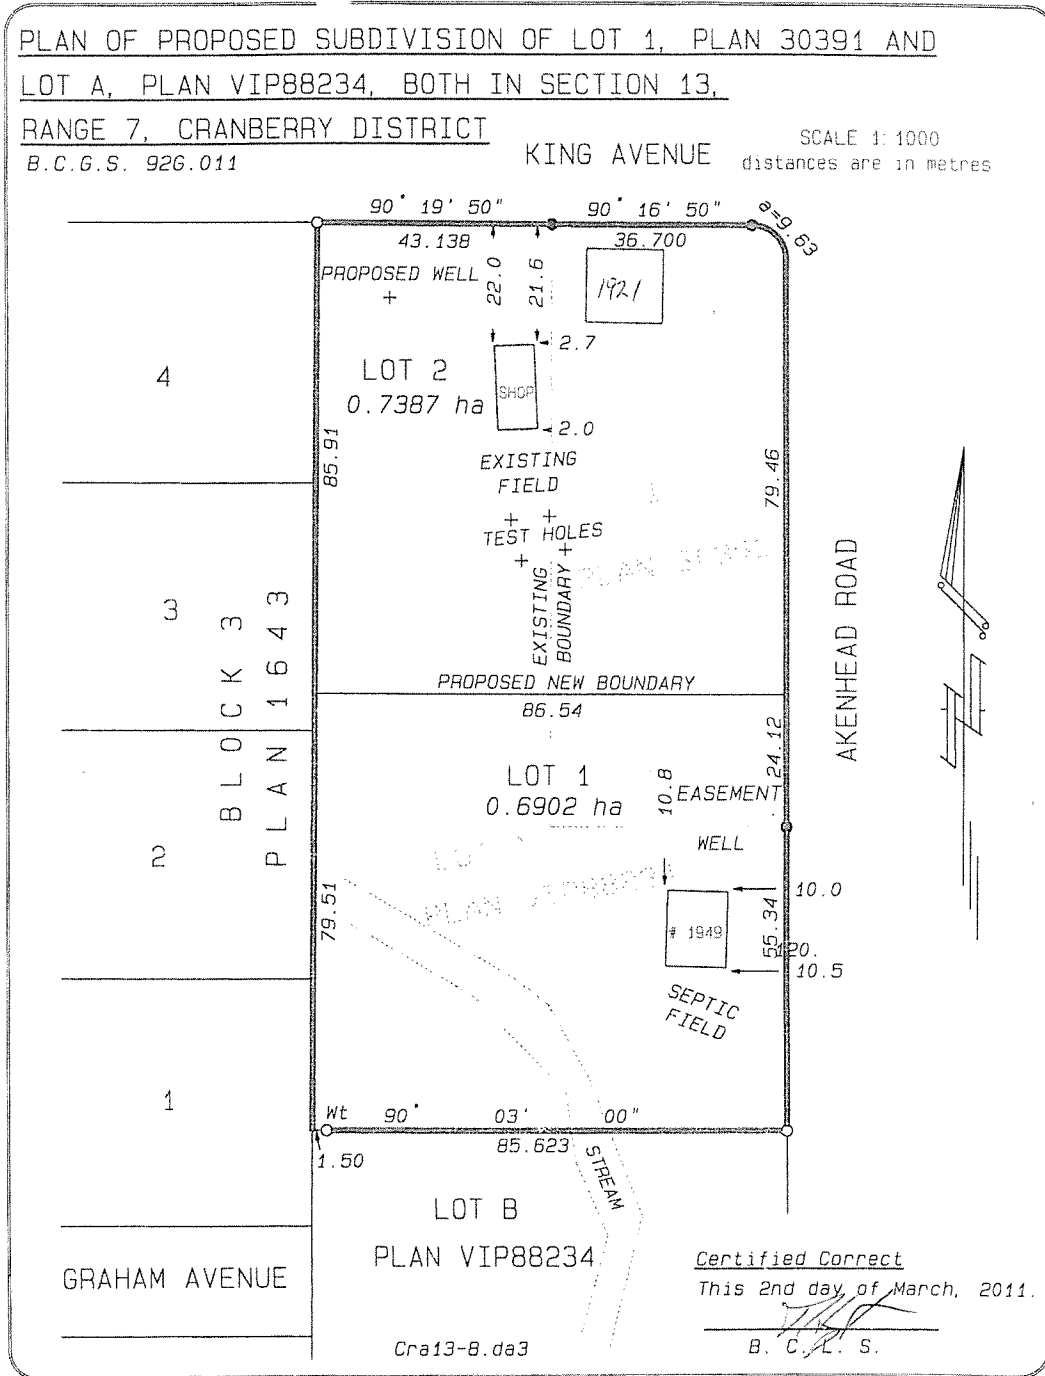 PLAN OF PROPOSED SUBDIVISION OF LOT 1, PLAN 30391 AND
LOT A, PLAN VIP88234, BOTH IN SECTION 13,
RANGE 7, CRANBERRY DISTRICT
B.C.G.S. 92G.011
KING AVENUE
SCALE 1:1000
distances are in metres
90° 19' 50"
90° 16' 50"
a=9.63
43.138
36.700
PROPOSED WELL
22.0
21.6
1921
2.7
LOT 2
0.7387 ha
SHOP
2.0
4
85.91
79.46
EXISTING
FIELD
1
TEST HOLES
PLAN
EXISTING
BOUNDARY
AKENHEAD ROAD
3
BLOCK 3
PLAN 1643
PROPOSED NEW BOUNDARY
86.54
LOT 1
0.6902 ha
10.8
EASEMENT
24.12
WELL
2
PLAN VIP88234
79.51
10.0
# 1949
55.34
120.
10.5
SEPTIC
FIELD
1
Wt
90° 03' 00"
85.623
1.50
STREAM
LOT B
PLAN VIP88234
GRAHAM AVENUE
Certified Correct
This 2nd day of March, 2011.
B. C. L. S.
Cra13-8.da3